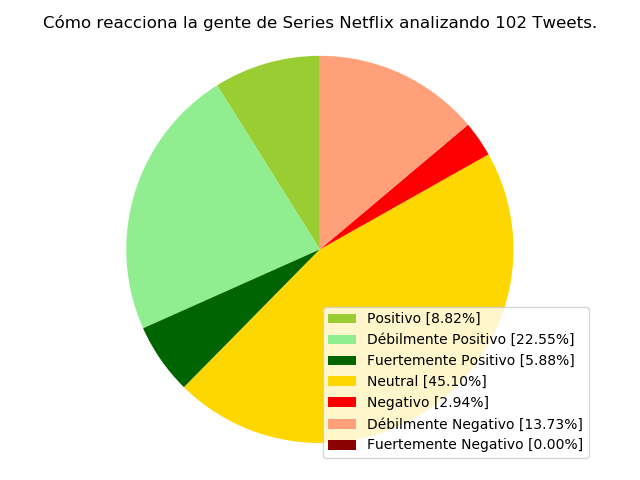 Cómo reacciona la gente de Series Netflix analizando 102 Tweets.
Positivo [8.82%]
Débilmente Positivo [22.55%]
Fuertemente Positivo [5.88%]
Neutral [45.10%]
Negativo [2.94%]
Débilmente Negativo [13.73%]
Fuertemente Negativo [0.00%]